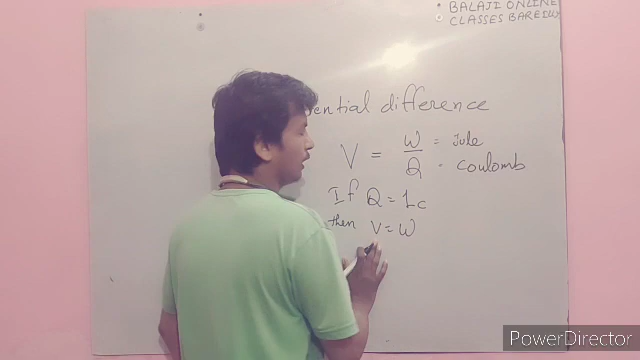 BALAJI ONLINE
CLASSES BAREILLY
ential difference
V = W/Q = Jule
- Coulomb
If Q = 1c
then V = W
PowerDirector